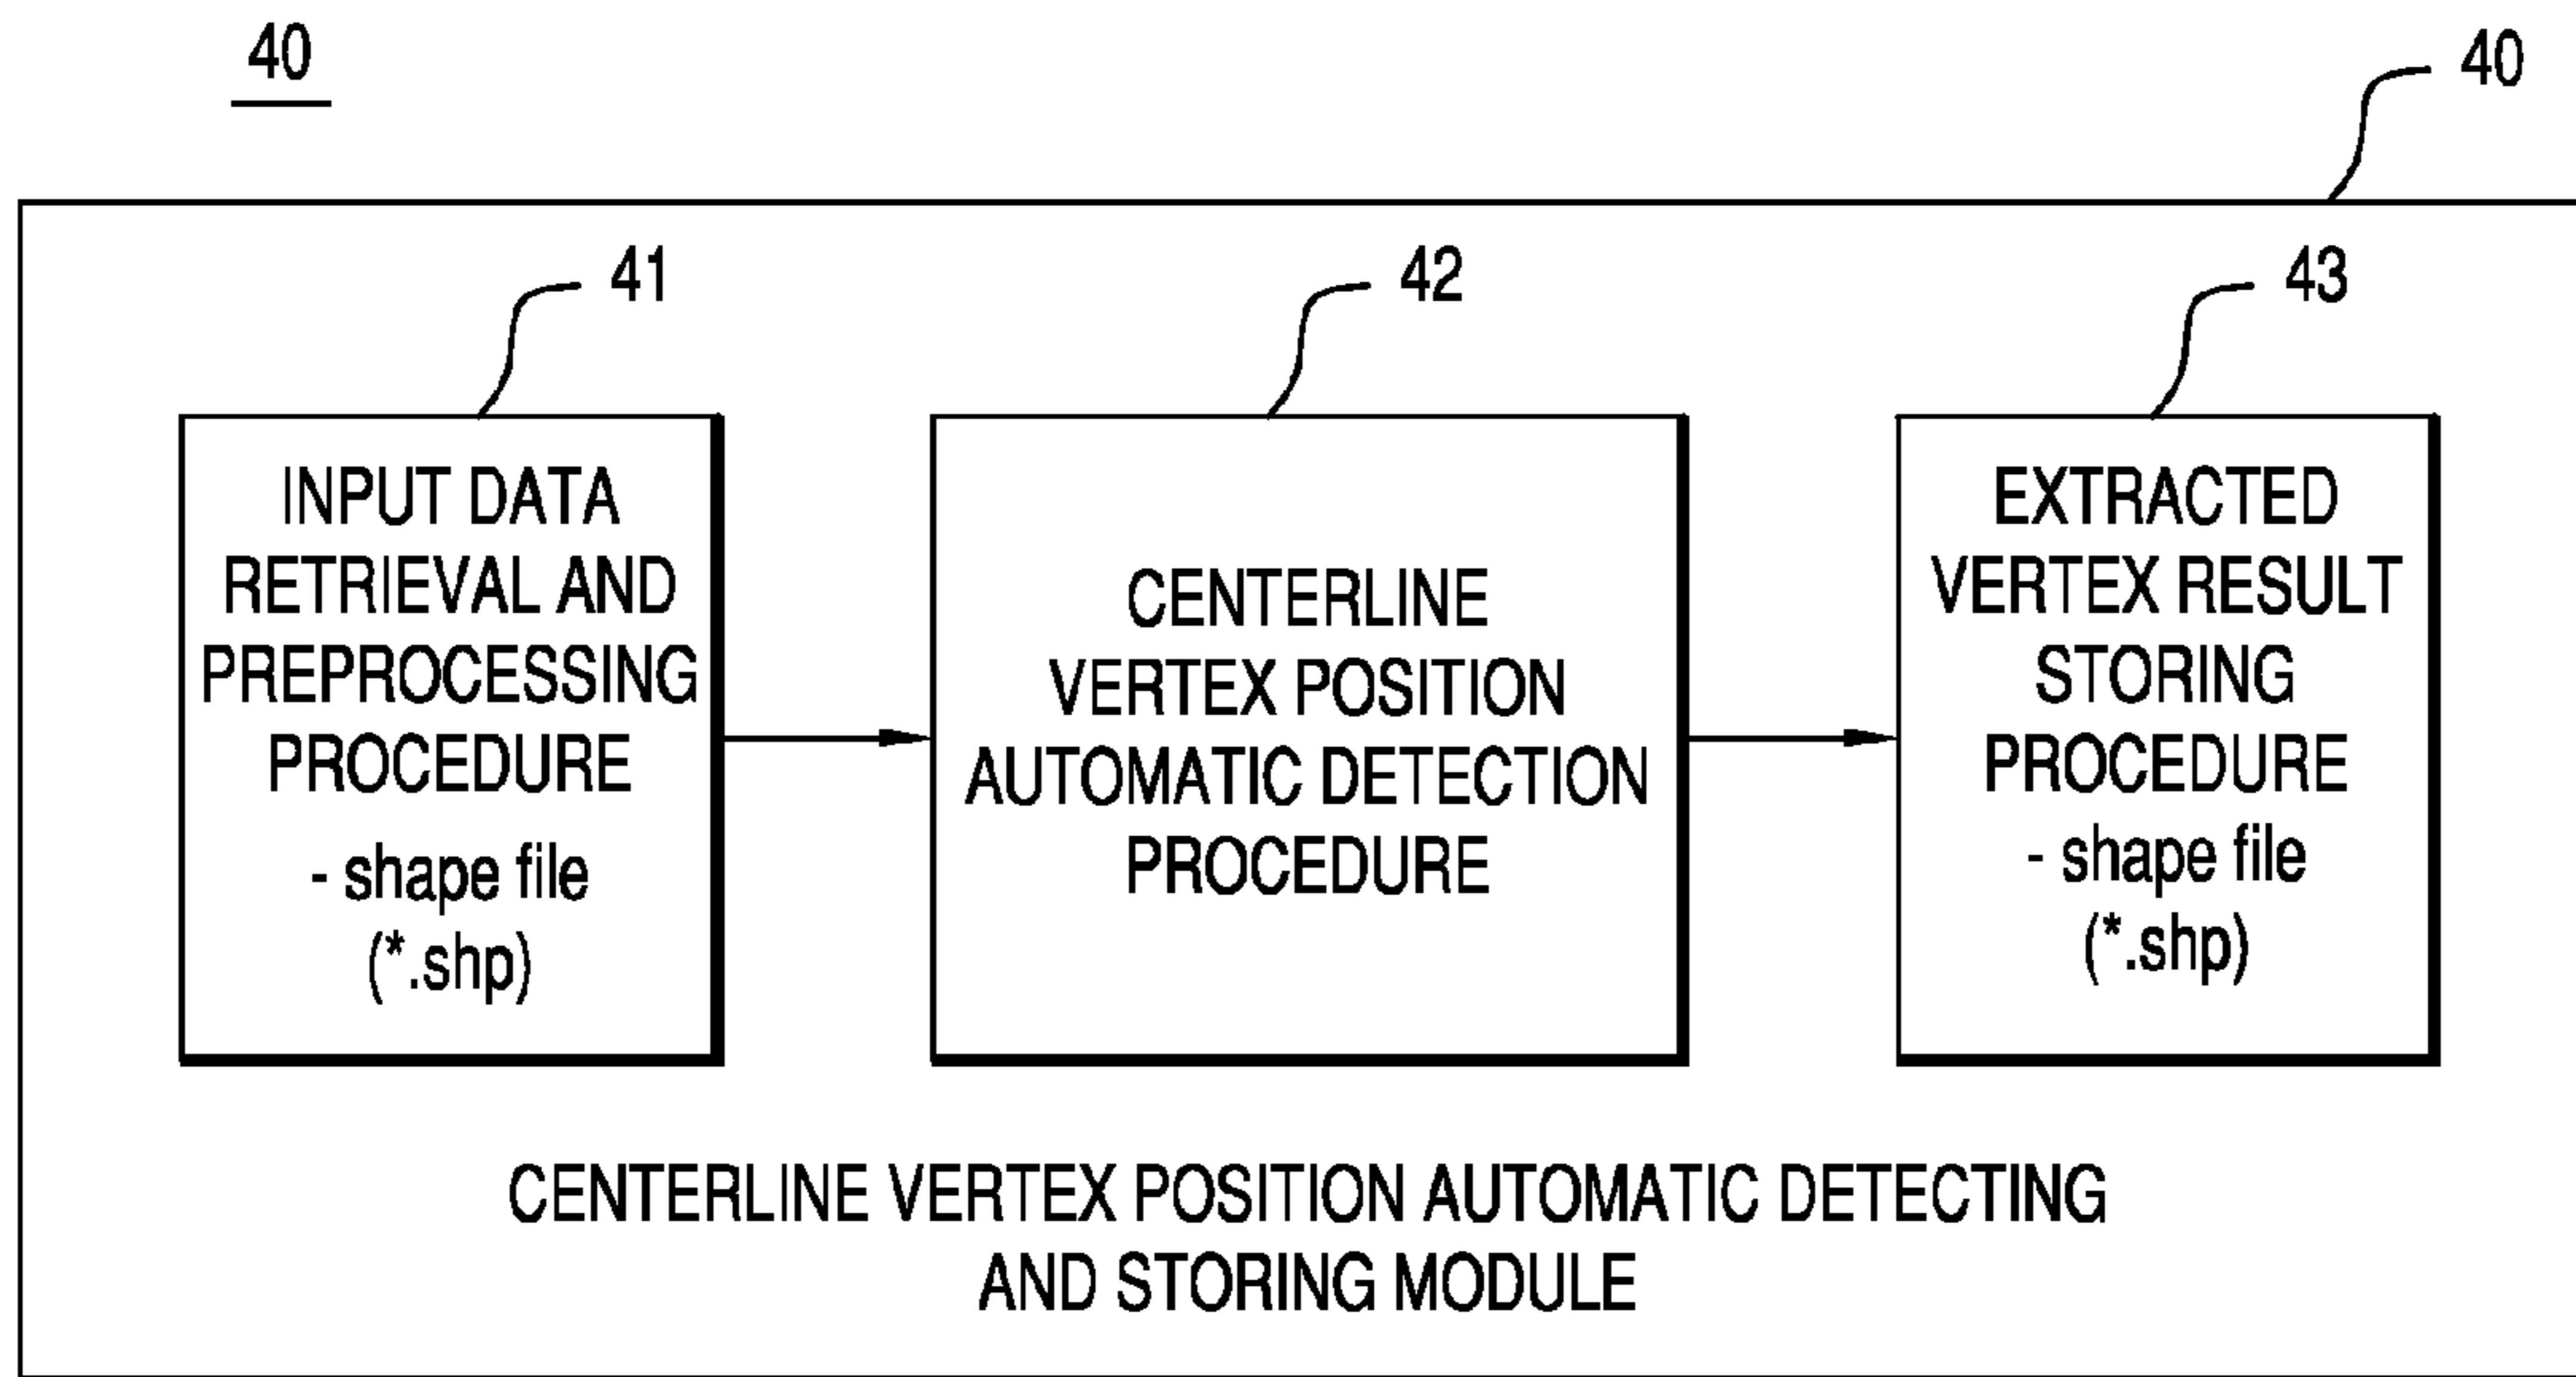 40
40
41
42
43
INPUT DATA
RETRIEVAL AND
PREPROCESSING
PROCEDURE
- shape file
(*.shp)
CENTERLINE
VERTEX POSITION
AUTOMATIC DETECTION
PROCEDURE
EXTRACTED
VERTEX RESULT
STORING
PROCEDURE
- shape file
(*.shp)
CENTERLINE VERTEX POSITION AUTOMATIC DETECTING
AND STORING MODULE